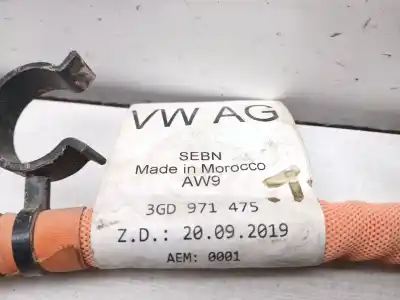 VW AG
SEBN
Made in Morocco
AW9
3GD 971 475
Z.D.: 20.09.2019
AEM: 0001